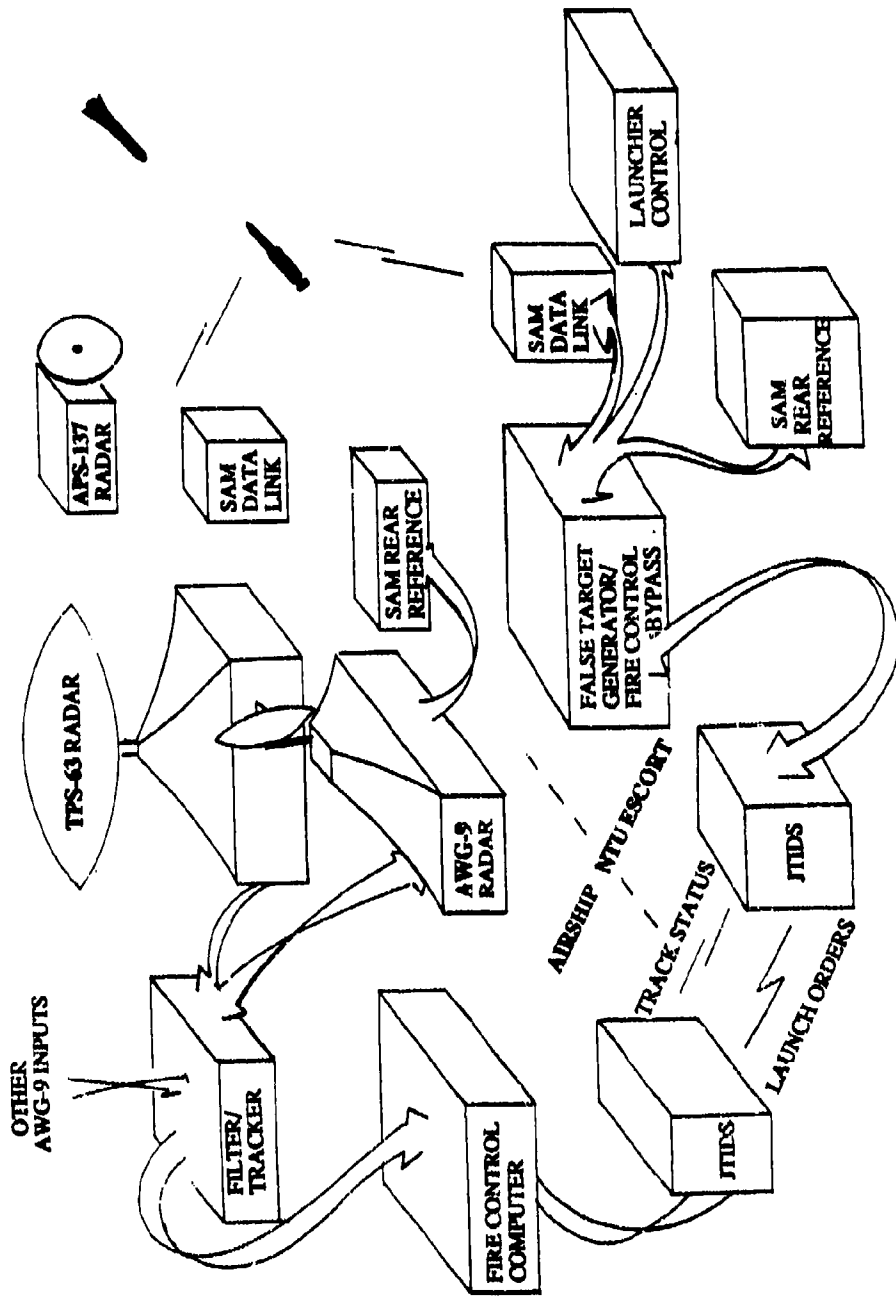 OTHER
AWG-9 INPUTS
TPS-63 RADAR
APS-137
RADAR
FILTER/
TRACKER
SAM
DATA
LINK
AWG-9
RADAR
SAM REAR
REFERENCE
FIRE CONTROL
COMPUTER
AIRSHIP
NTU ESCORT
SAM
DATA
LINK
FALSE TARGET
GENERATOR/
FIRE CONTROL
BYPASS
LAUNCHER
CONTROL
JTIDS
TRACK STATUS
LAUNCH ORDERS
JTIDS
SAM
REAR
REFERENCE